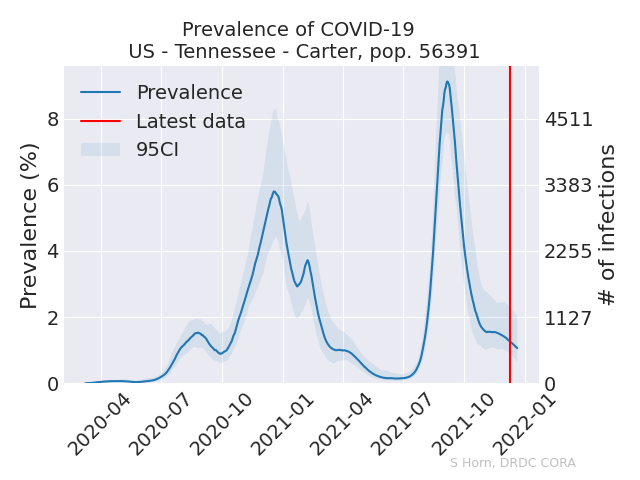 Prevalence of COVID-19
US - Tennessee - Carter, pop. 56391
Prevalence
Latest data
95CI
Prevalence (%)
8
6
4
2
0
4511
3383
2255
1127
0
# of infections
2020-04
2020-07
2020-10
2021-01
2021-04
2021-07
2021-10
2022-01
S Horn, DRDC CORA